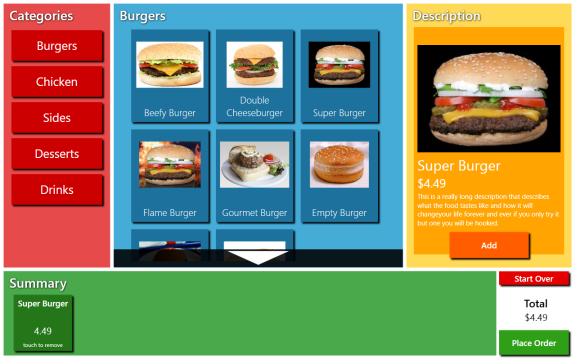 Categories
Burgers
Chicken
Sides
Desserts
Drinks
Burgers
Beefy Burger
Double
Cheeseburger
Super Burger
Flame Burger
Gourmet Burger
Empty Burger
Description
Super Burger
$4.49
This is a really long description that describes
what the food tastes like and how it will
changeyour life forever and ever if you only try it
but one you will be hooked.
Add
Summary
Super Burger
4.49
touch to remove
Start Over
Total
$4.49
Place Order